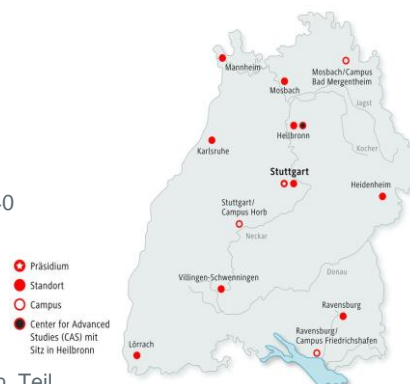 Mannheim
Mosbach/Campus
Bad Mergentheim
Mosbach
Jagst
Heilbronn
Kocher
Karlsruhe
Stuttgart
Heidenheim
Stuttgart/
Campus Horb
Neckar
Donau
Villingen-Schwenningen
Ravensburg
Ravensburg/
Campus Friedrichshafen
Lörrach
Präsidium
Standort
Campus
Center for Advanced
Studies (CAS) mit
Sitz in Heilbronn
Teil